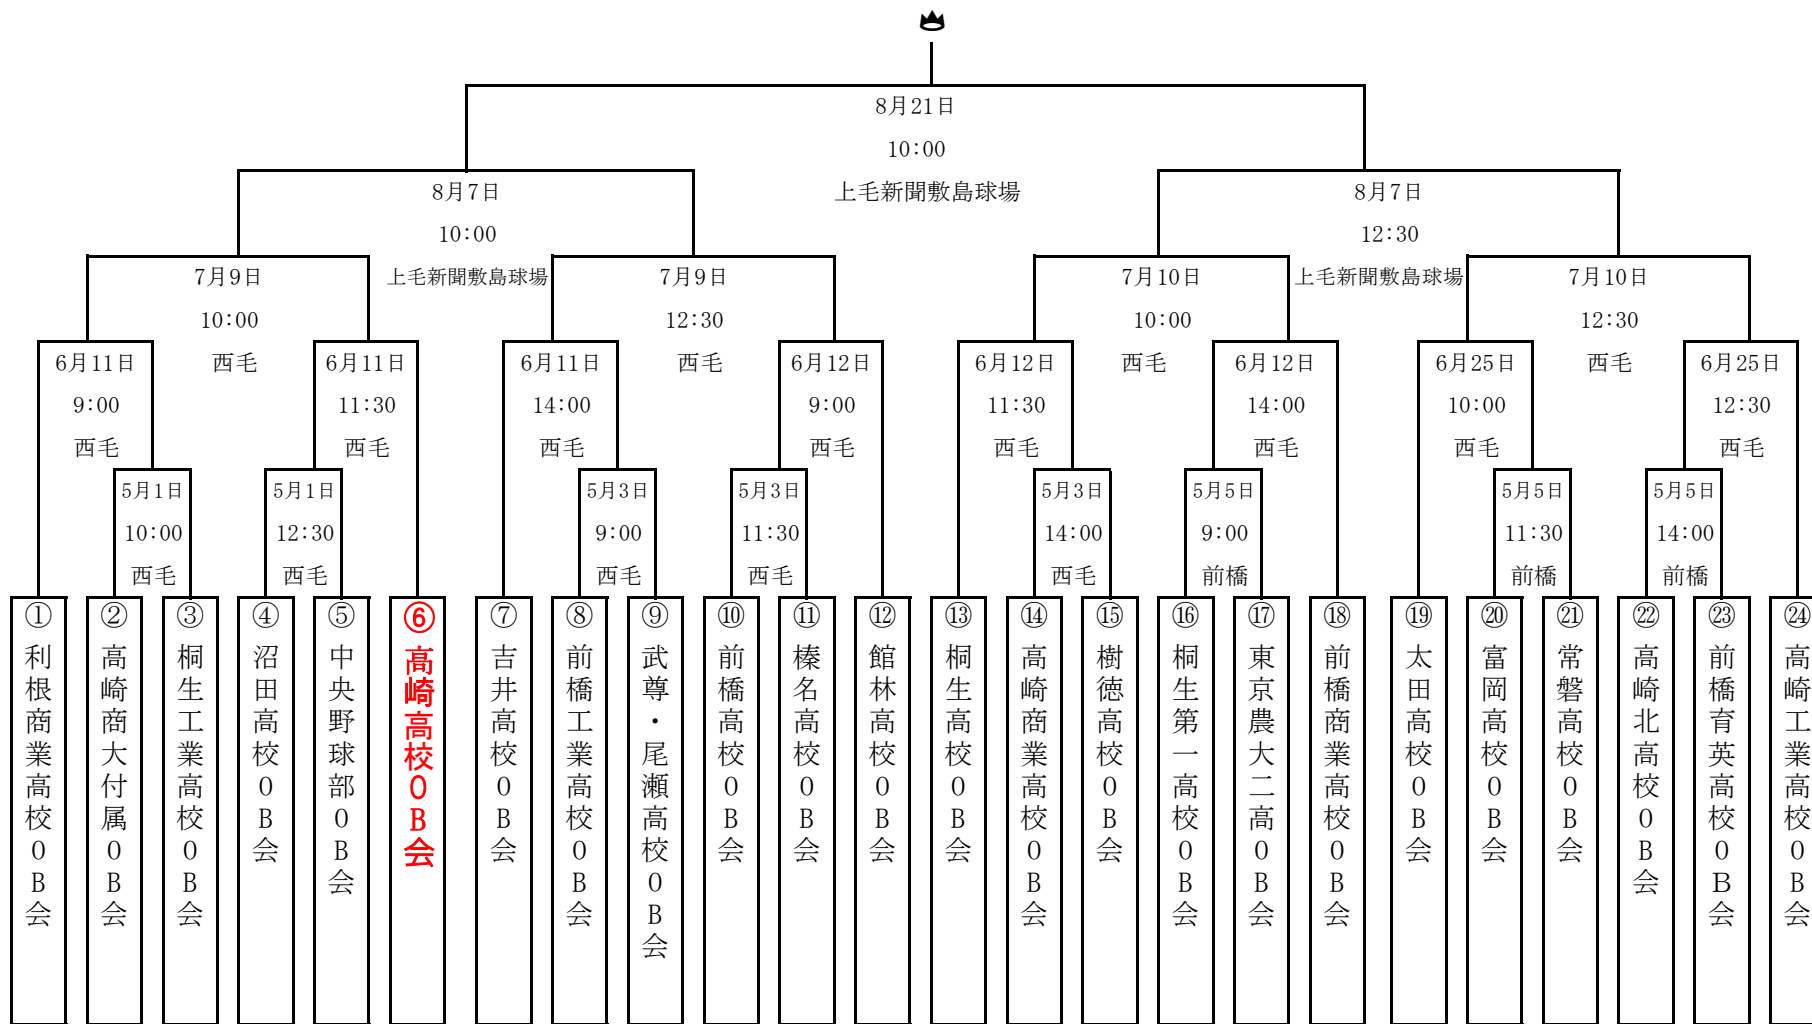 8月21日
10:00
上毛新聞敷島球場
8月7日
10:00
上毛新聞敷島球場
8月7日
12:30
上毛新聞敷島球場
7月9日
10:00
西毛
7月9日
12:30
西毛
7月10日
10:00
西毛
7月10日
12:30
西毛
6月11日
9:00
西毛
6月11日
11:30
西毛
6月11日
14:00
西毛
6月12日
9:00
西毛
6月12日
11:30
西毛
6月12日
14:00
西毛
6月25日
10:00
西毛
6月25日
12:30
西毛
5月1日
10:00
西毛
5月1日
12:30
西毛
5月3日
9:00
西毛
5月3日
11:30
西毛
5月3日
14:00
西毛
5月5日
9:00
前橋
5月5日
11:30
前橋
5月5日
14:00
前橋
①利根商業高校OB会
②高崎商大付属OB会
③桐生工業高校OB会
④沼田高校OB会
⑤中央野球部OB会
⑥高崎高校OB会
⑦吉井高校OB会
⑧前橋工業高校OB会
⑨武尊・尾瀬高校OB会
⑩前橋高校OB会
⑪榛名高校OB会
⑫館林高校OB会
⑬桐生高校OB会
⑭高崎商業高校OB会
⑮樹徳高校OB会
⑯桐生第一高校OB会
⑰東京農大二高OB会
⑱前橋商業高校OB会
⑲太田高校OB会
⑳富岡高校OB会
㉑常磐高校OB会
㉒高崎北高校OB会
㉓前橋育英高校OB会
㉔高崎工業高校OB会